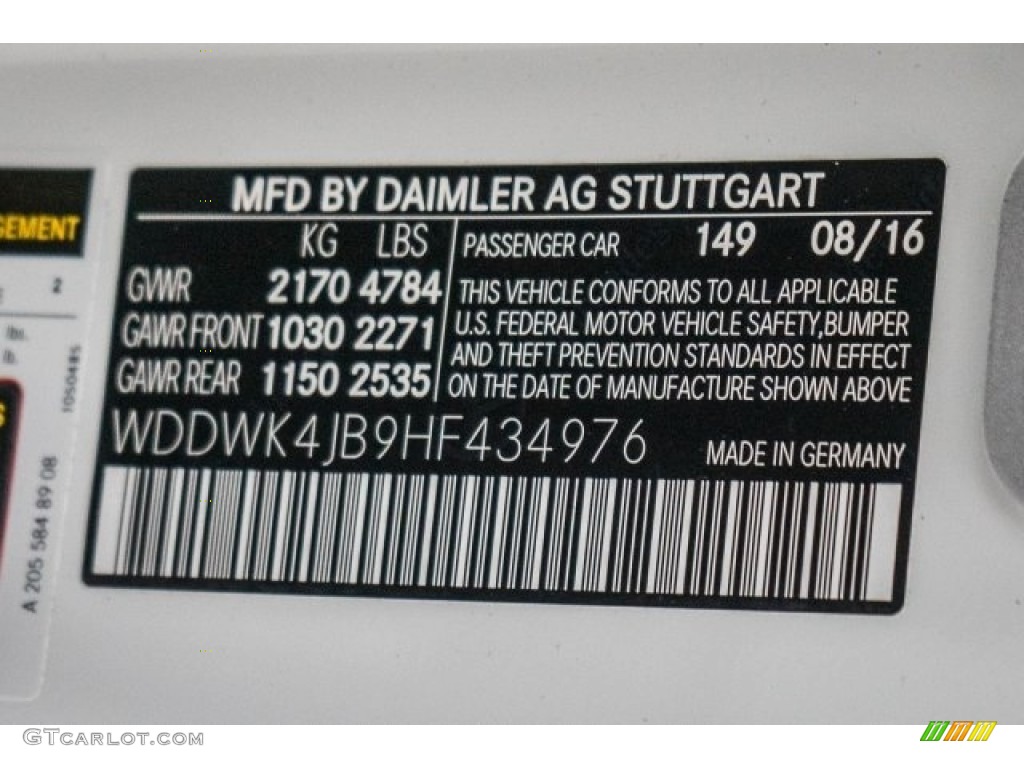 MFD BY DAIMLER AG STUTTGART
KG LBS
GVWR 2170 4784
GAWR FRONT 1030 2271
GAWR REAR 1150 2535
PASSENGER CAR 149 08/16
THIS VEHICLE CONFORMS TO ALL APPLICABLE
U.S. FEDERAL MOTOR VEHICLE SAFETY, BUMPER
AND THEFT PREVENTION STANDARDS IN EFFECT
ON THE DATE OF MANUFACTURE SHOWN ABOVE
WDDWK4JB9HF434976
MADE IN GERMANY
GEMENT
2
lbs.
lb.
S
A 205 584 89 08
GTCARLOT.COM